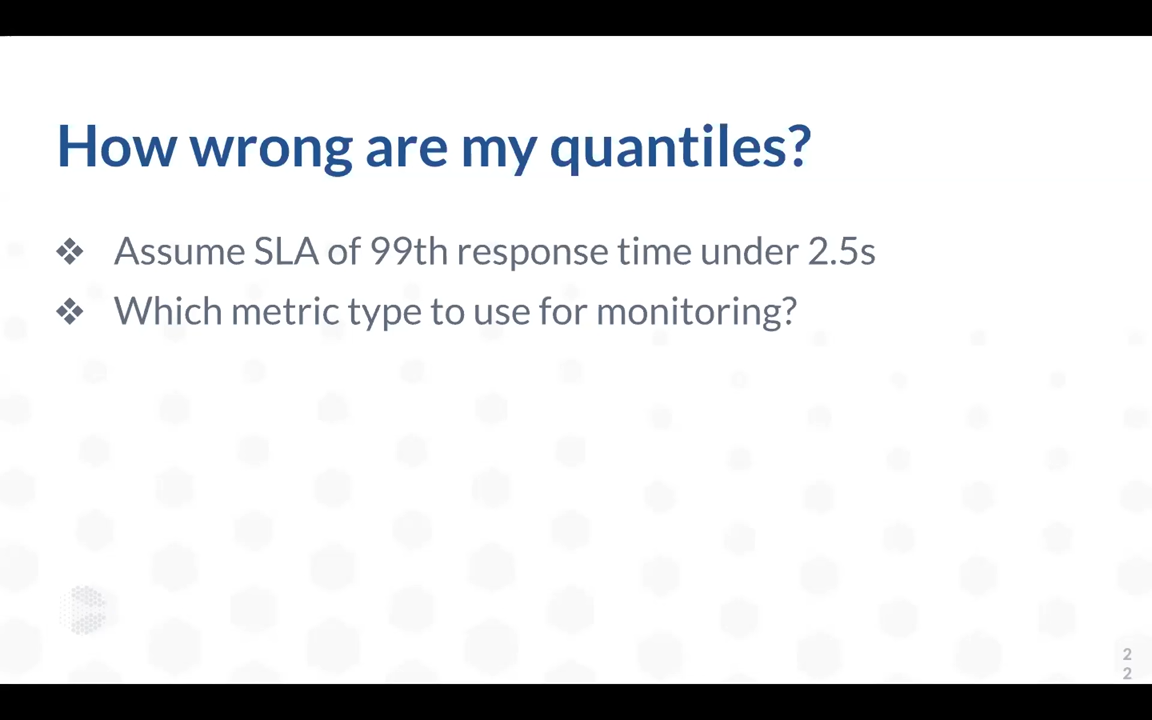 How wrong are my quantiles?
❖ Assume SLA of 99th response time under 2.5s
❖ Which metric type to use for monitoring?
2
2